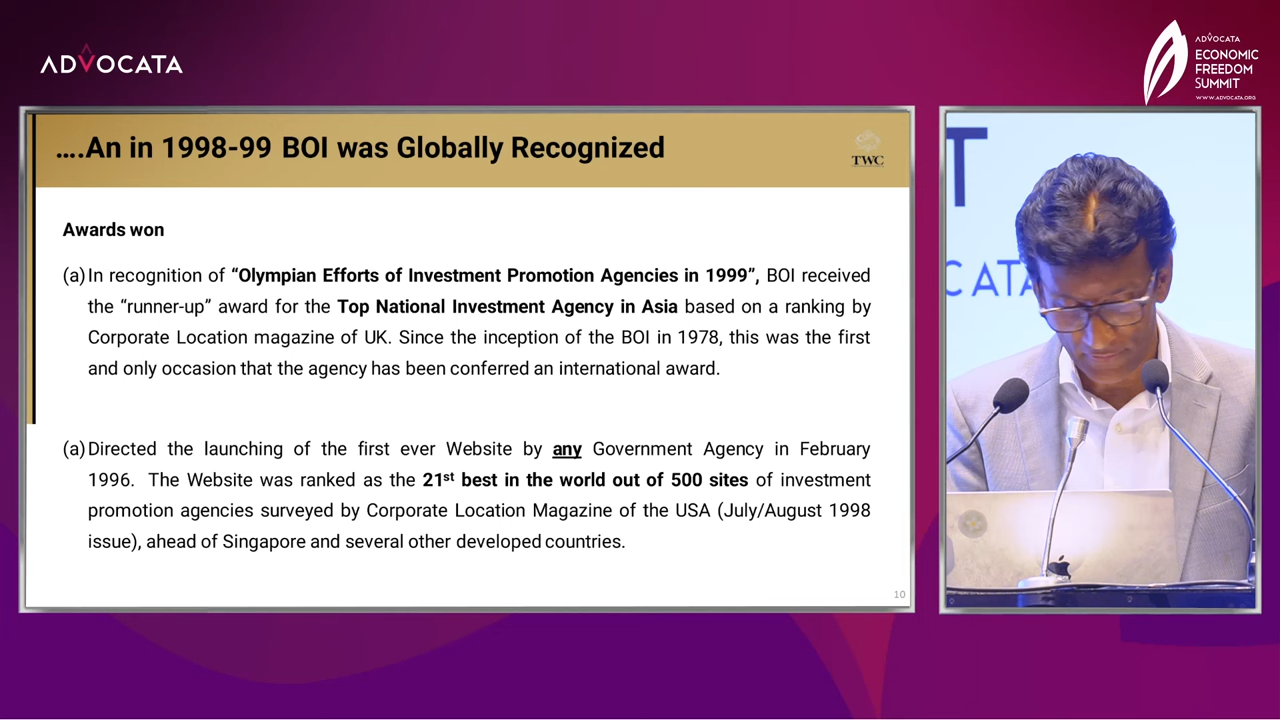 ADVOCATA
ADVOCATA
ECONOMIC
FREEDOM
SUMMIT
WWW.ADVOCATA.ORG
….An in 1998-99 BOI was Globally Recognized
TWC
Awards won
(a) In recognition of “Olympian Efforts of Investment Promotion Agencies in 1999”, BOI received
the “runner-up” award for the Top National Investment Agency in Asia based on a ranking by
Corporate Location magazine of UK. Since the inception of the BOI in 1978, this was the first
and only occasion that the agency has been conferred an international award.
(a) Directed the launching of the first ever Website by any Government Agency in February
1996. The Website was ranked as the 21st best in the world out of 500 sites of investment
promotion agencies surveyed by Corporate Location Magazine of the USA (July/August 1998
issue), ahead of Singapore and several other developed countries.
10
T
CATA